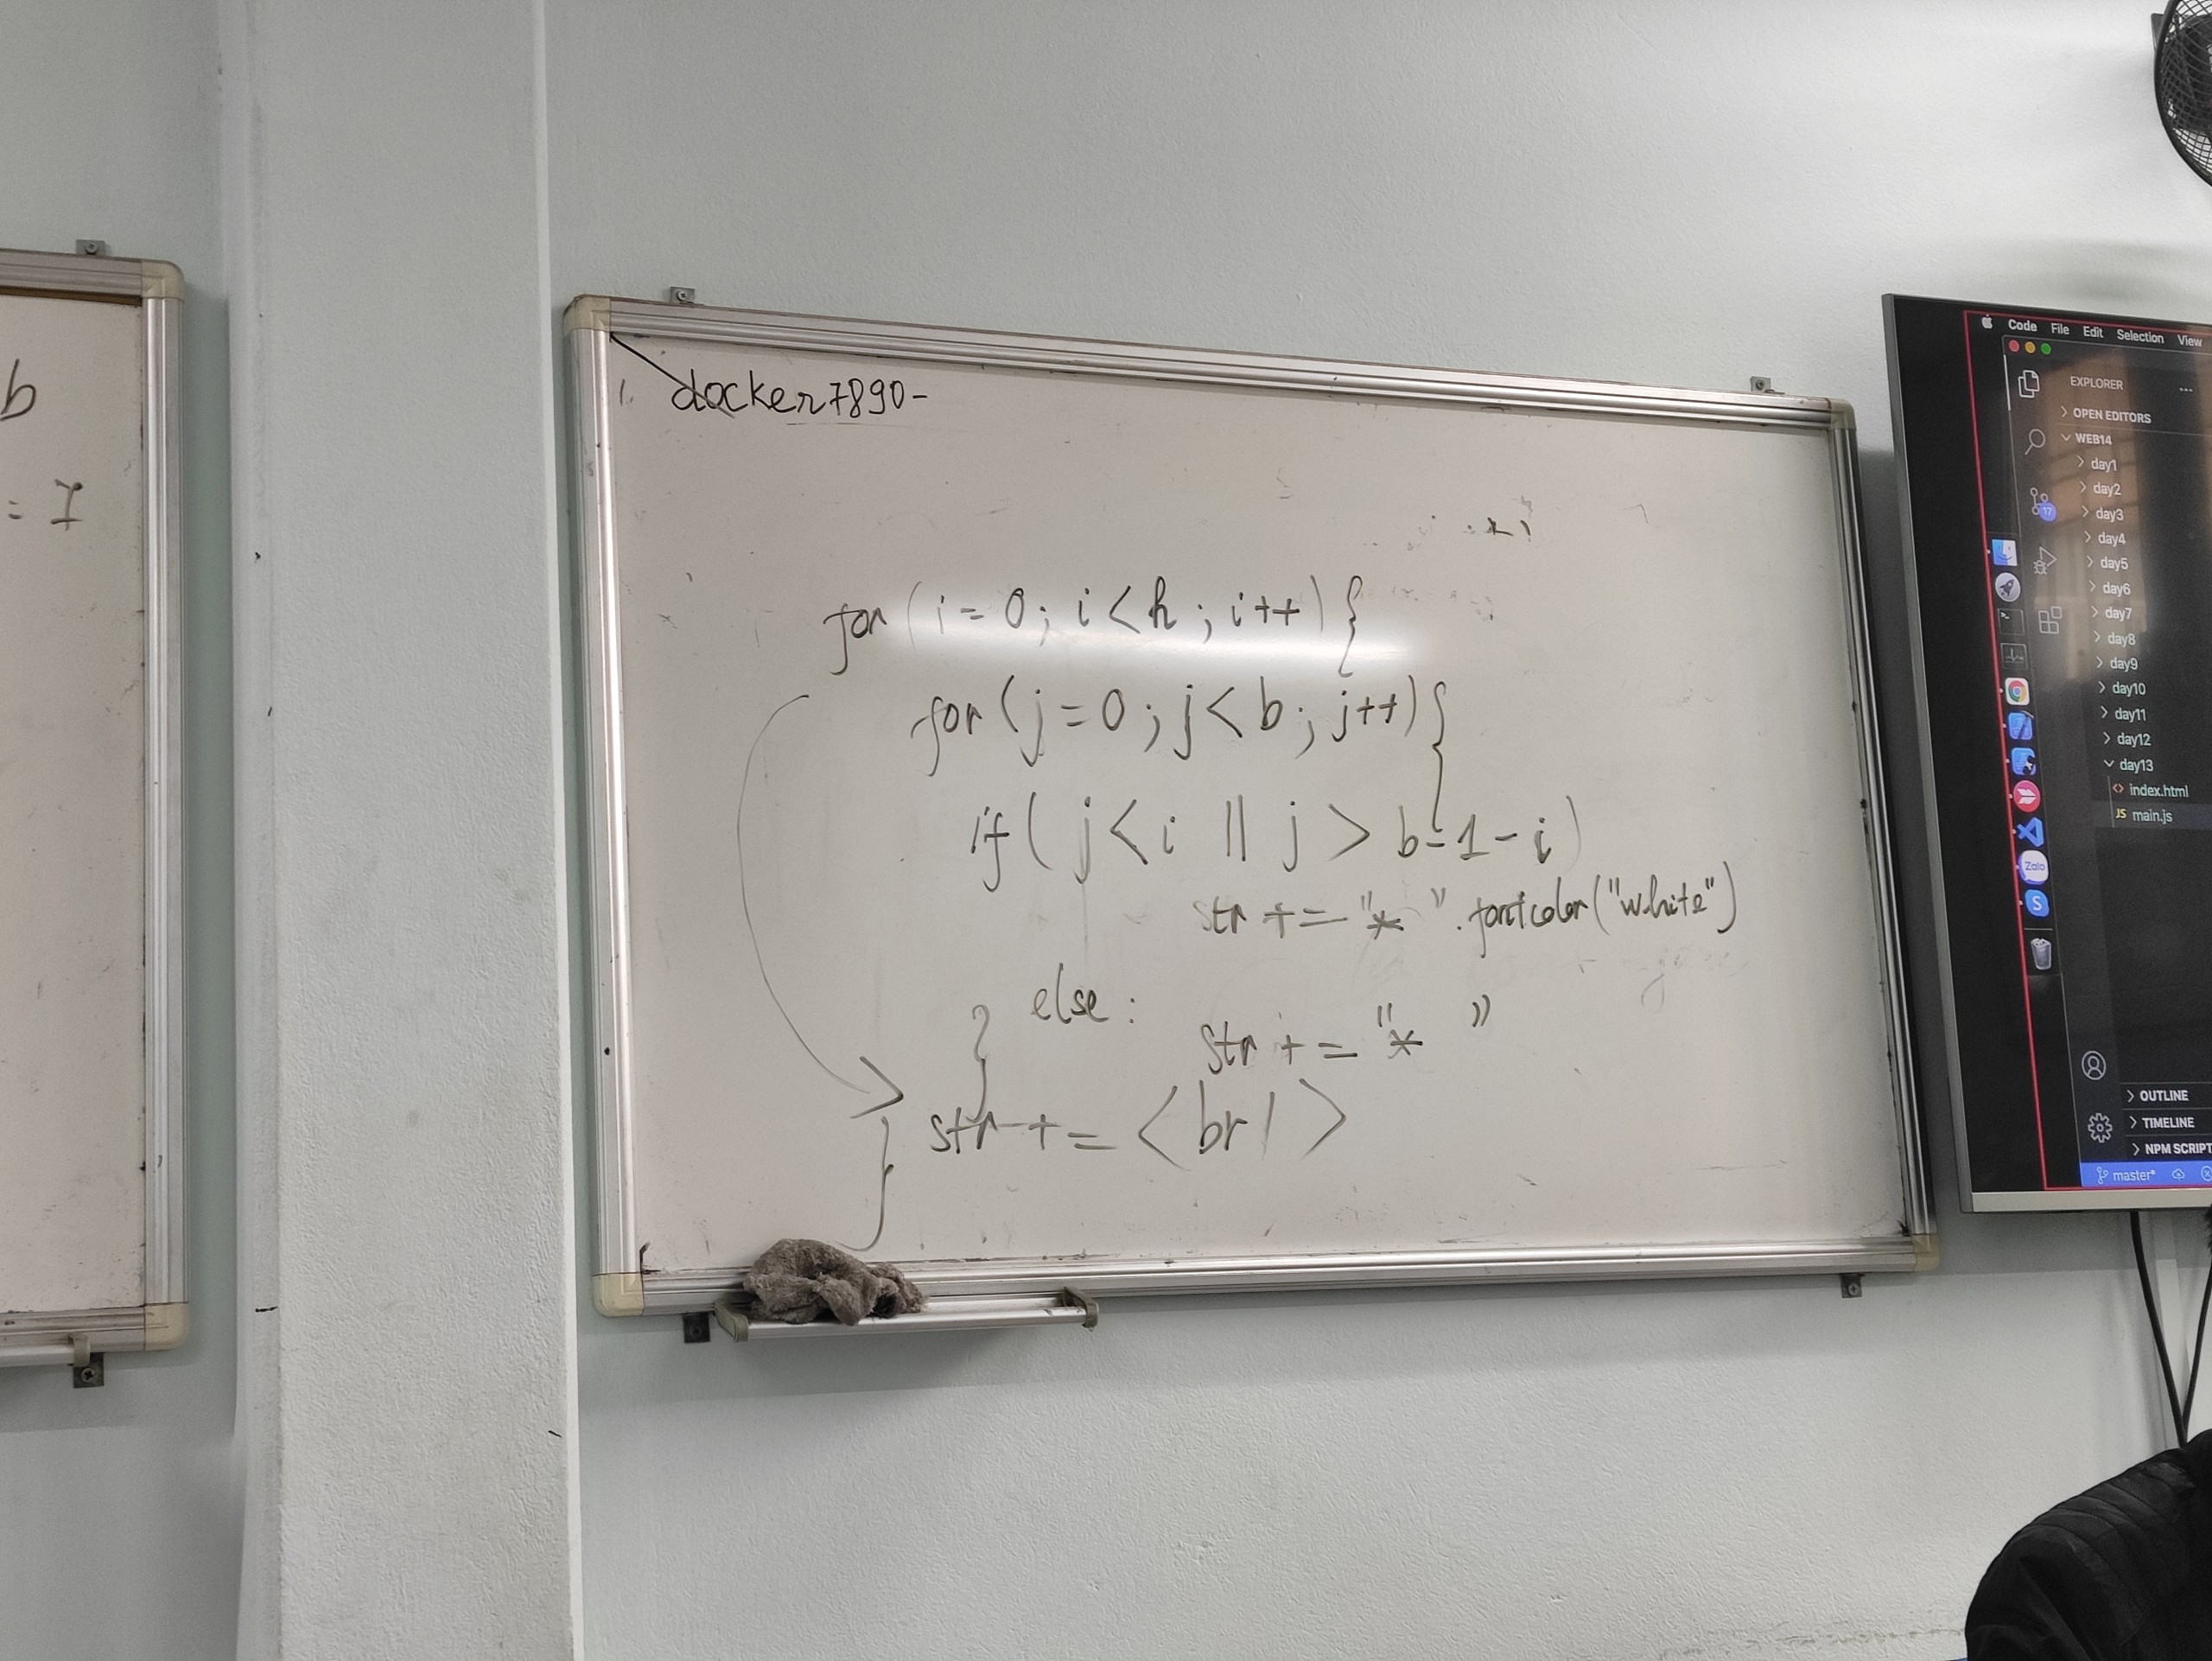 b
= I
1. docker7890-
for (i = 0; i < h ; i++) {
for (j = 0 ; j < b ; j++) {
if ( j < i || j > b - 1 - i )
str += "* ".fontcolor("white")
else :
str += "* "
}
str += < br / >
}
Code File Edit Selection View
EXPLORER ...
> OPEN EDITORS
WEB14
> day1
> day2
17
> day3
> day4
> day5
> day6
> day7
> day8
> day9
> day10
> day11
> day12
day13
<> index.html
JS main.js
Zalo
S
> OUTLINE
> TIMELINE
> NPM SCRIPT
master*